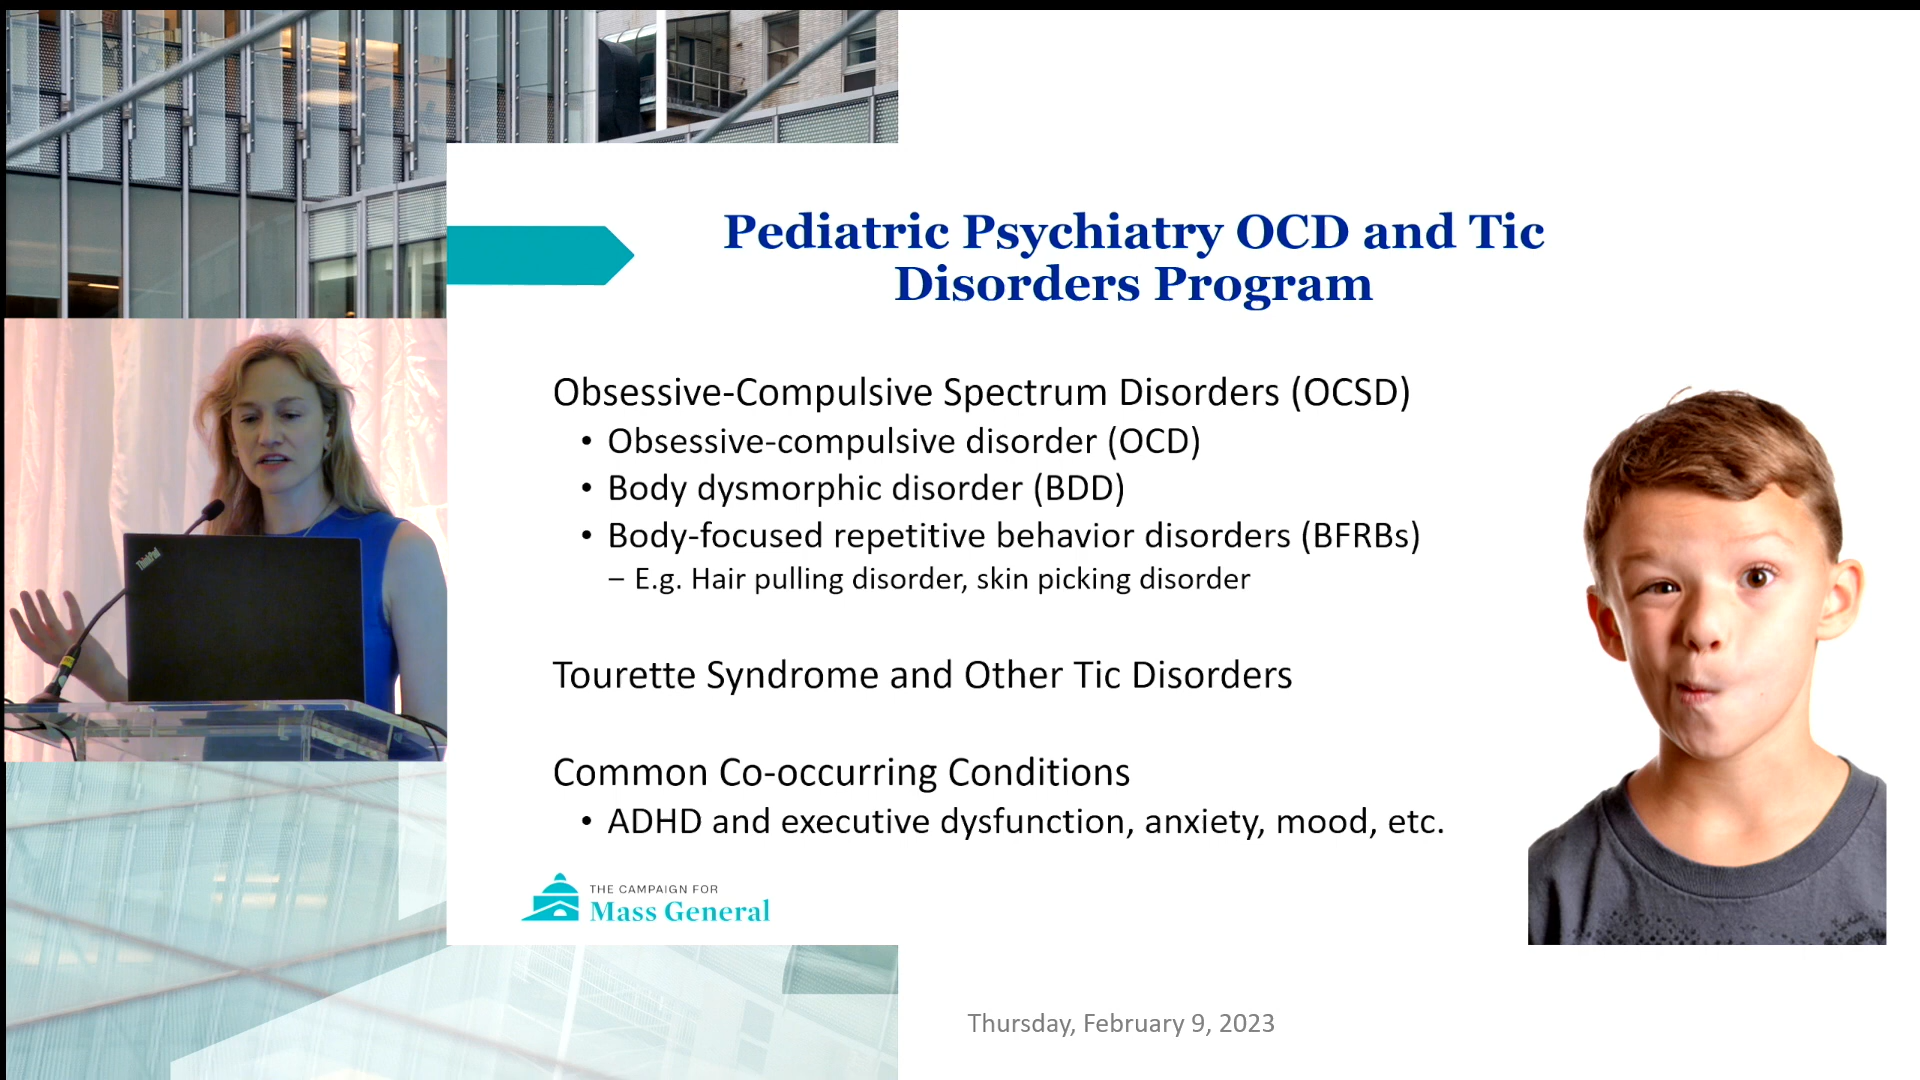 Pediatric Psychiatry OCD and Tic
Disorders Program
Obsessive-Compulsive Spectrum Disorders (OCSD)
• Obsessive-compulsive disorder (OCD)
• Body dysmorphic disorder (BDD)
• Body-focused repetitive behavior disorders (BFRBs)
– E.g. Hair pulling disorder, skin picking disorder
Tourette Syndrome and Other Tic Disorders
Common Co-occurring Conditions
• ADHD and executive dysfunction, anxiety, mood, etc.
THE CAMPAIGN FOR
Mass General
Thursday, February 9, 2023
ThinkPad